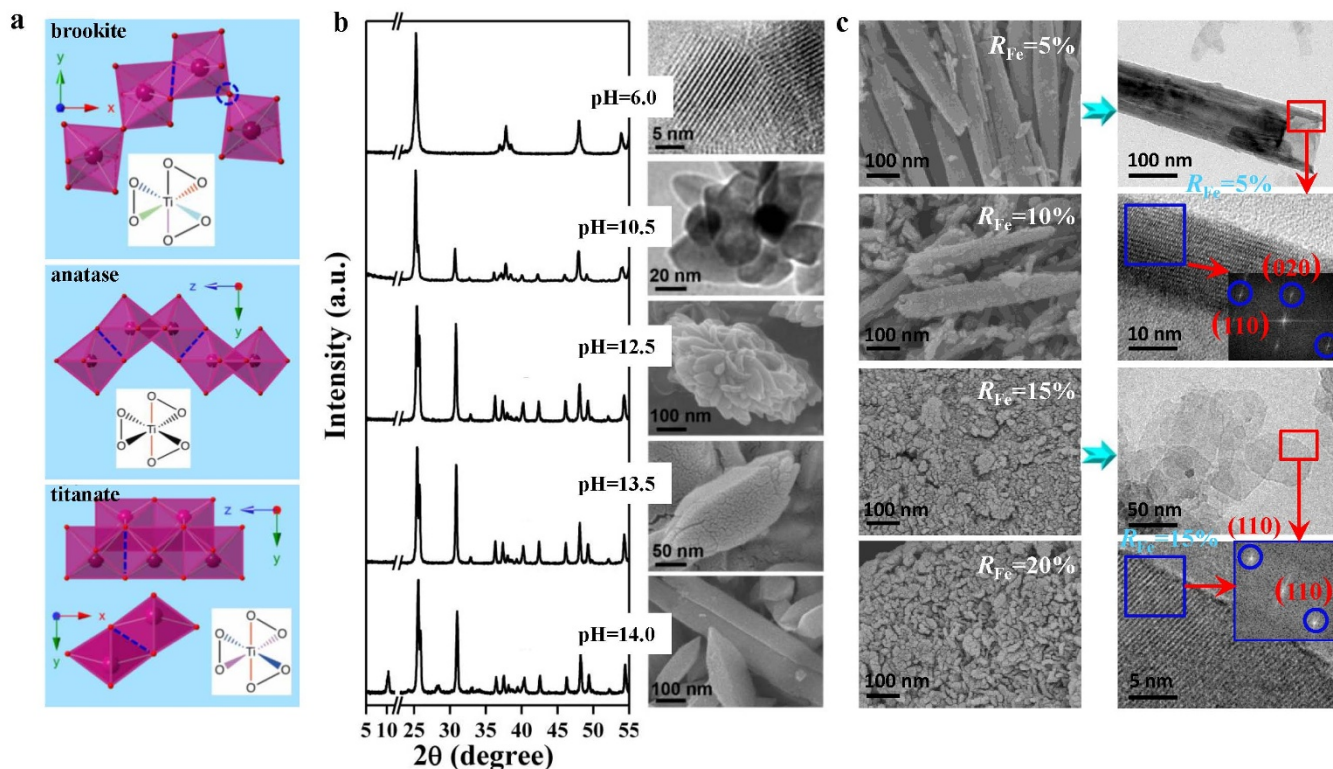 a
brookite
y
x
Ti
O
O
O
O
O
O
anatase
z
y
Ti
O
O
O
O
O
O
titanate
z
y
x
y
Ti
O
O
O
O
O
O
b
Intensity (a.u.)
pH=6.0
pH=10.5
pH=12.5
pH=13.5
pH=14.0
5 10 25 30 35 40 45 50 55
2θ (degree)
5 nm
20 nm
100 nm
50 nm
100 nm
c
RFe=5%
100 nm
100 nm
RFe=5%
RFe=10%
100 nm
(020)
(110)
10 nm
RFe=15%
100 nm
50 nm
RFe=20%
100 nm
RFe=15%
(110)
(110)
5 nm